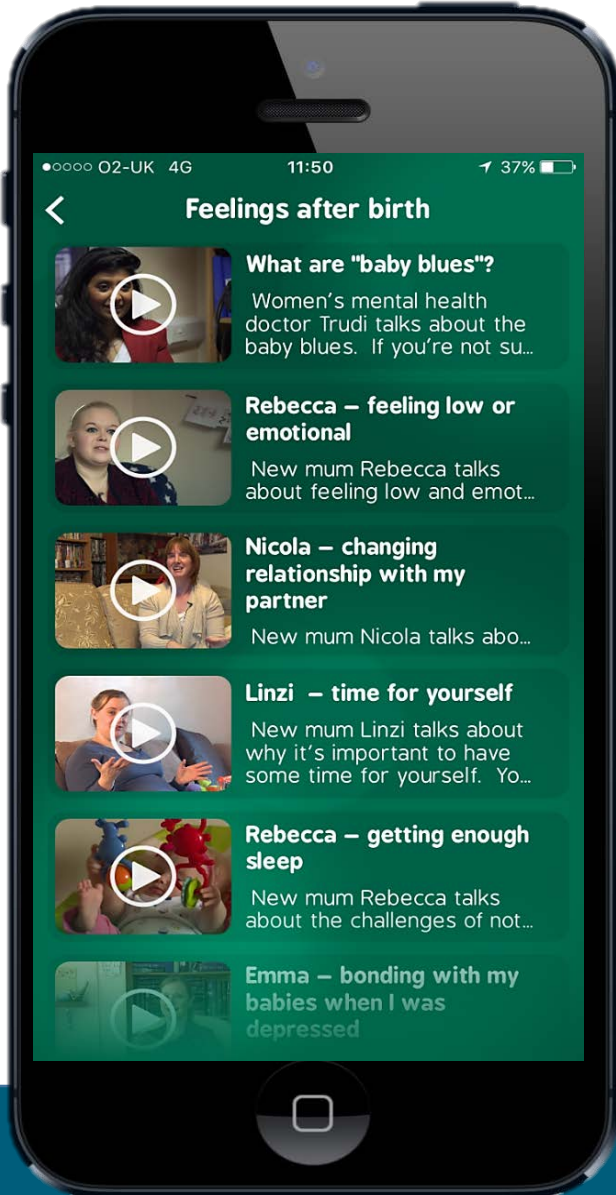 ●○○○○ O2-UK 4G 11:50 37%
Feelings after birth
What are "baby blues"?
Women's mental health
doctor Trudi talks about the
baby blues. If you're not su...
Rebecca – feeling low or
emotional
New mum Rebecca talks
about feeling low and emot...
Nicola – changing
relationship with my
partner
New mum Nicola talks abo...
Linzi – time for yourself
New mum Linzi talks about
why it's important to have
some time for yourself. Yo...
Rebecca – getting enough
sleep
New mum Rebecca talks
about the challenges of not...
Emma – bonding with my
babies when I was
depressed